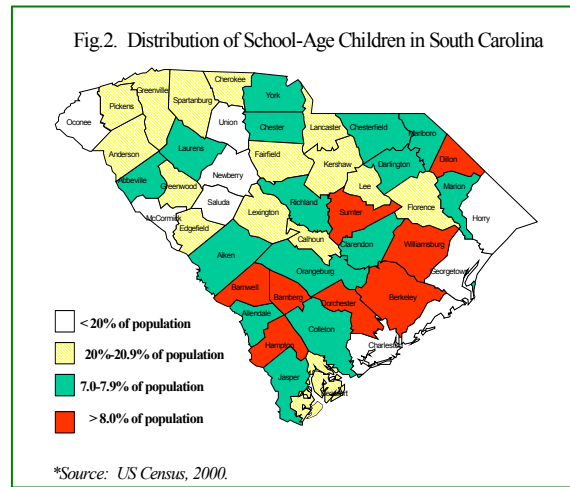 Fig.2. Distribution of School-Age Children in South Carolina
Cherokee
Greenville
York
Spartanburg
Pickens
Oconee
Union
Chester
Lancaster
Chesterfield
Marlboro
Anderson
Laurens
Fairfield
Kershaw
Darlington
Dillon
Newberry
Abbeville
Greenwood
Lee
Marion
Saluda
Richland
Florence
McCormick
Lexington
Sumter
Horry
Edgefield
Calhoun
Clarendon
Williamsburg
Aiken
Orangeburg
Georgetown
Barnwell
Bamberg
Dorchester
Berkeley
Allendale
Colleton
Charleston
Hampton
Jasper
Beaufort
< 20% of population
20%-20.9% of population
7.0-7.9% of population
> 8.0% of population
*Source: US Census, 2000.